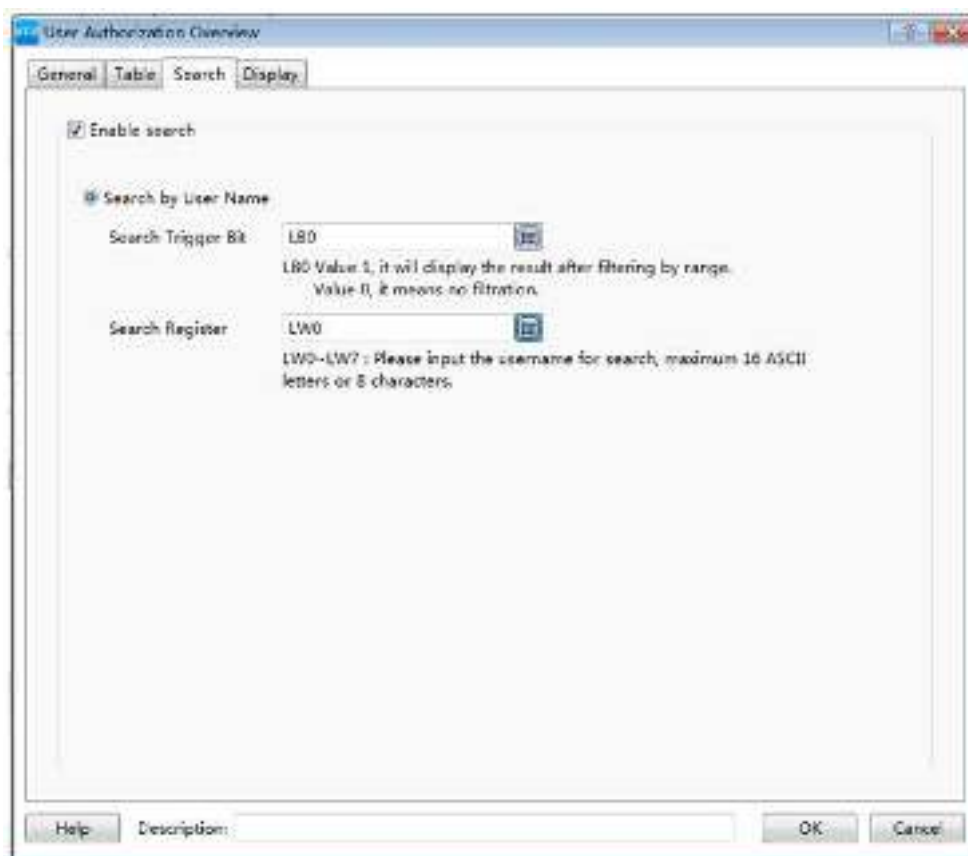 User Authorization Overview
General Table Search Display
Enable search
Search by User Name
Search Trigger Bit LB0
LB0 Value 1, it will display the result after filtering by range.
Value 0, it means no filtration.
Search Register LW0
LW0~LW7 : Please input the username for search, maximum 16 ASCII
letters or 8 characters.
Help Description: OK Cancel